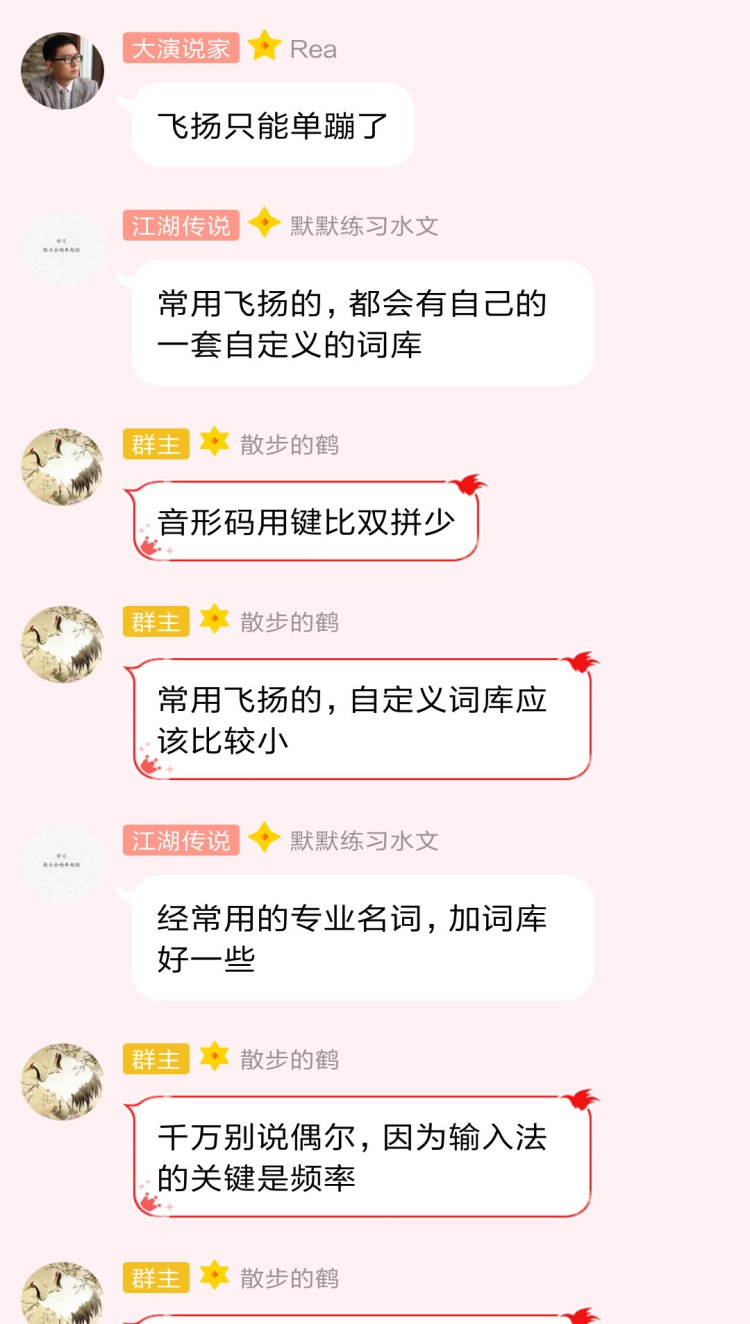 大演说家 Rea
飞扬只能单蹦了
江湖传说 默默练习水文
常用飞扬的，都会有自己的
一套自定义的词库
群主 散步的鹤
音形码用键比双拼少
群主 散步的鹤
常用飞扬的，自定义词库应
该比较小
江湖传说 默默练习水文
经常用的专业名词，加词库
好一些
群主 散步的鹤
千万别说偶尔，因为输入法
的关键是频率
群主 散步的鹤